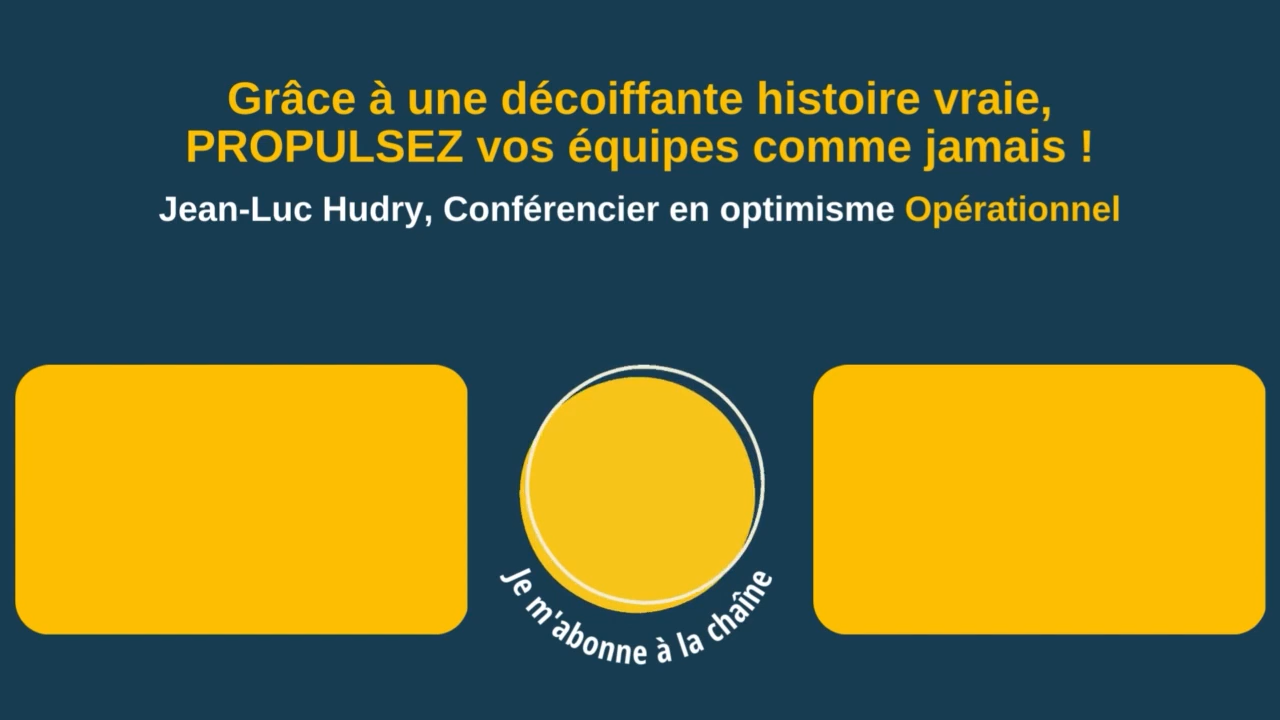 Grâce à une décoiffante histoire vraie,
PROPULSEZ vos équipes comme jamais !
Jean-Luc Hudry, Conférencier en optimisme Opérationnel
Je m'abonne à la chaîne